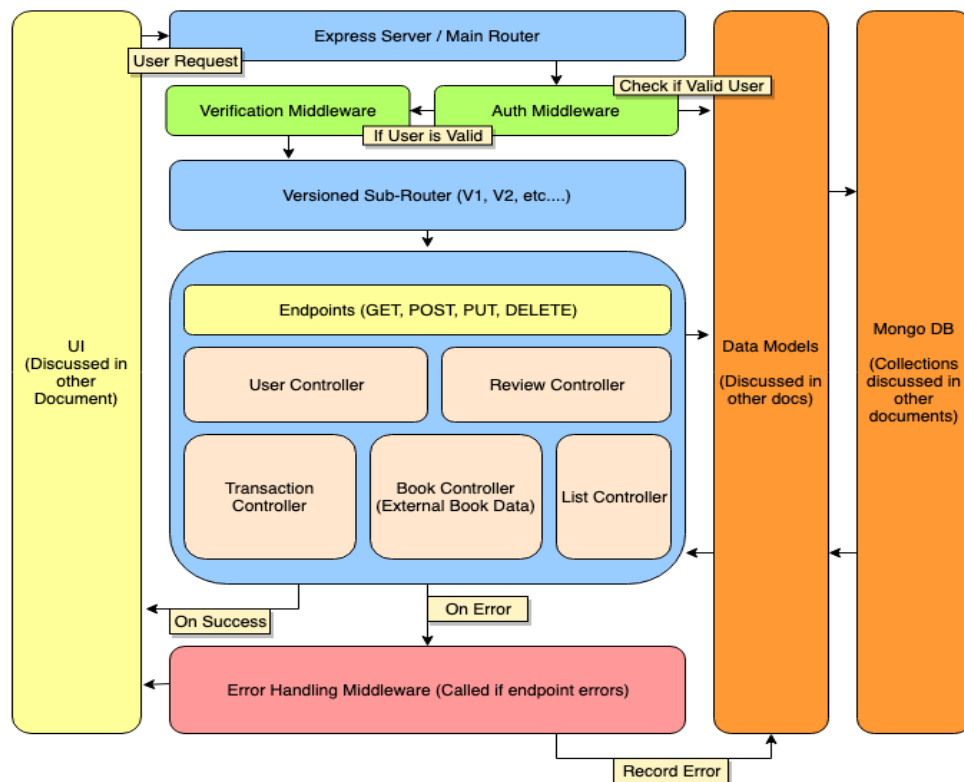 Express Server / Main Router
User Request
Check if Valid User
Verification Middleware
Auth Middleware
If User is Valid
Versioned Sub-Router (V1, V2, etc....)
Endpoints (GET, POST, PUT, DELETE)
UI
(Discussed in
other
Document)
User Controller
Review Controller
Data Models
(Discussed in
other docs)
Mongo DB
(Collections
discussed in
other
documents)
Transaction
Controller
Book Controller
(External Book Data)
List Controller
On Success
On Error
Error Handling Middleware (Called if endpoint errors)
Record Error